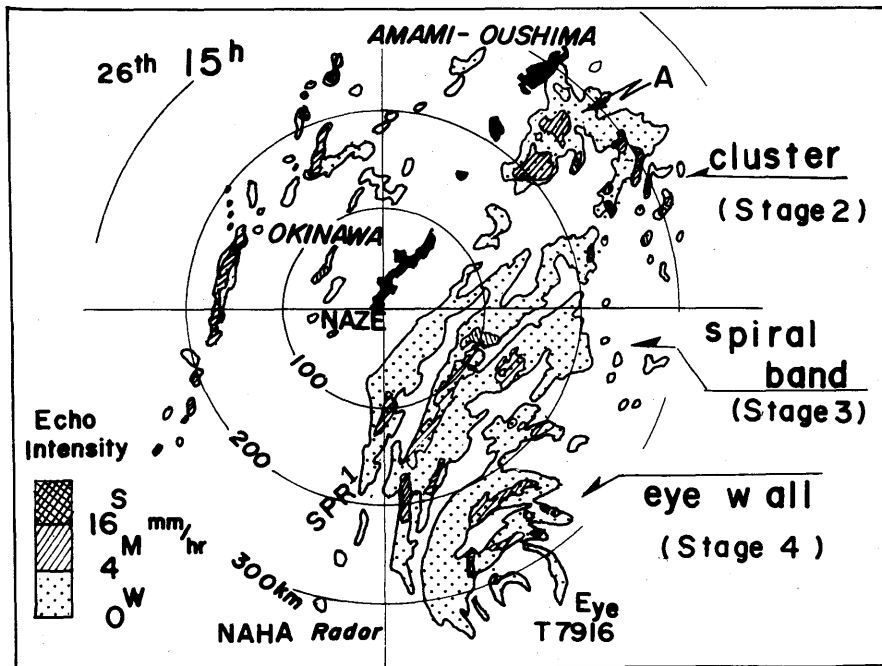 AMAMI-OUSHIMA
26th 15h
A
cluster
(Stage 2)
OKINAWA
NAZE
spiral
band
(Stage 3)
100
200
300km
Echo
Intensity
S
16 mm/hr
M
4
W
0
SPR1
eye wall
(Stage 4)
Eye
T7916
NAHA Rador